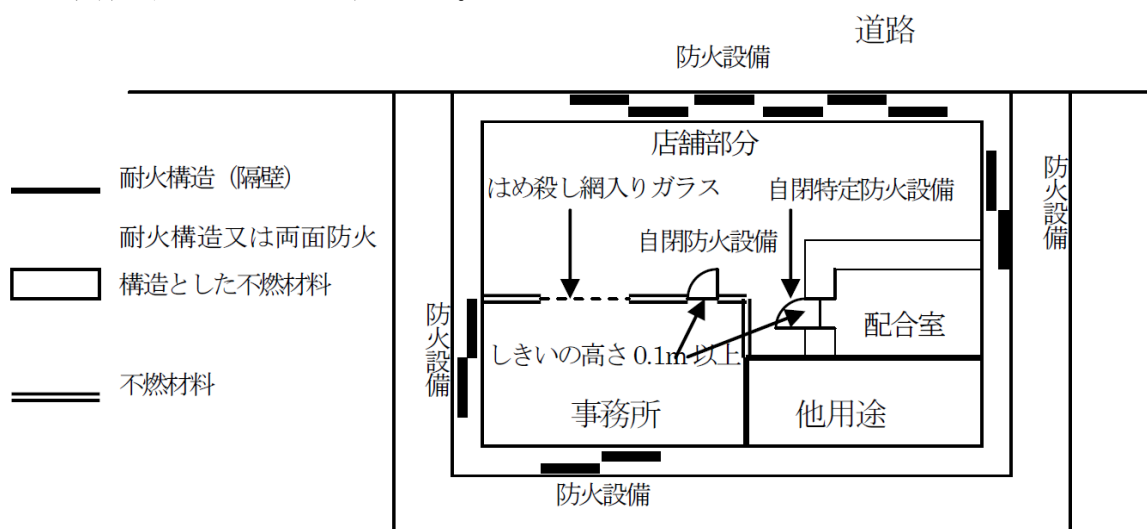 道路
防火設備
店舗部分
耐火構造（隔壁）
はめ殺し網入りガラス
自閉特定防火設備
防火設備
耐火構造又は両面防火
構造とした不燃材料
自閉防火設備
防火設備
配合室
しきいの高さ 0.1m 以上
不燃材料
事務所
他用途
防火設備